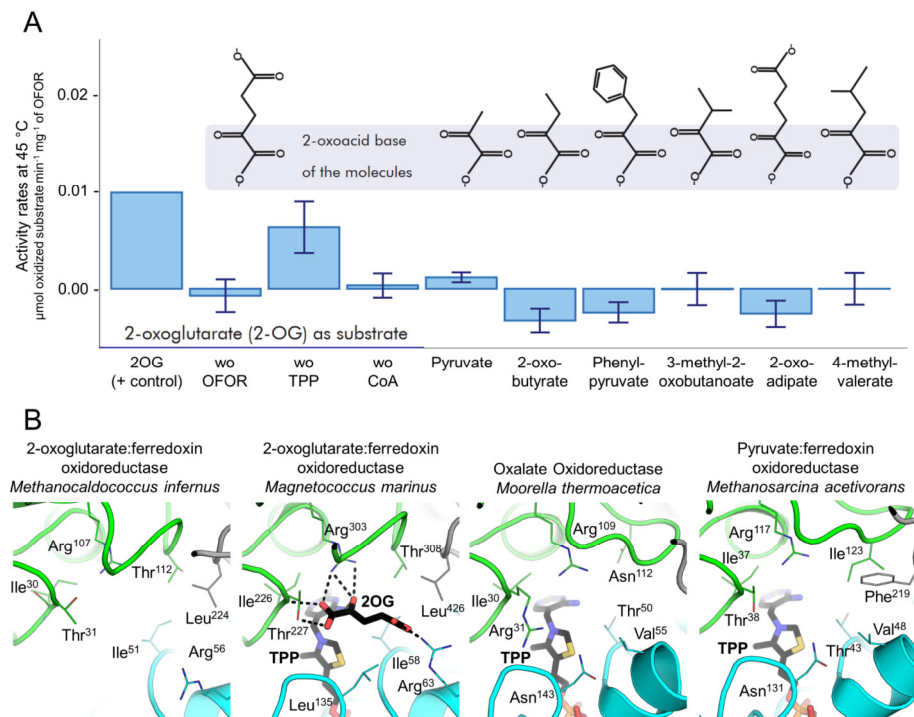 A
Activity rates at 45 °C
μmol oxidized substrate min⁻¹ mg⁻¹ of OFOR
0.02
0.01
0.00
2-oxoacid base
of the molecules
2-oxoglutarate (2-OG) as substrate
2OG
(+ control)
wo
OFOR
wo
TPP
wo
CoA
Pyruvate
2-oxo-
butyrate
Phenyl-
pyruvate
3-methyl-2-
oxobutanoate
2-oxo-
adipate
4-methyl-
valerate
B
2-oxoglutarate:ferredoxin
oxidoreductase
Methanocaldococcus infernus
Arg¹⁰⁷
Thr¹¹²
Ile³⁰
Leu²²⁴
Thr³¹
Ile⁵¹
Arg⁵⁶
2-oxoglutarate:ferredoxin
oxidoreductase
Magnetococcus marinus
Arg³⁰³
Thr³⁰⁸
Ile²²⁶
2OG
Leu⁴²⁶
Thr²²⁷
TPP
Ile⁵⁸
Arg⁶³
Leu¹³⁵
Oxalate Oxidoreductase
Moorella thermoacetica
Arg¹⁰⁹
Asn¹¹²
Ile³⁰
Thr⁵⁰
Arg³¹
Val⁵⁵
TPP
Asn¹⁴³
Pyruvate:ferredoxin
oxidoreductase
Methanosarcina acetivorans
Arg¹¹⁷
Ile¹²³
Ile³⁷
Phe²¹⁹
Thr³⁸
Val⁴⁸
Thr⁴³
TPP
Asn¹³¹